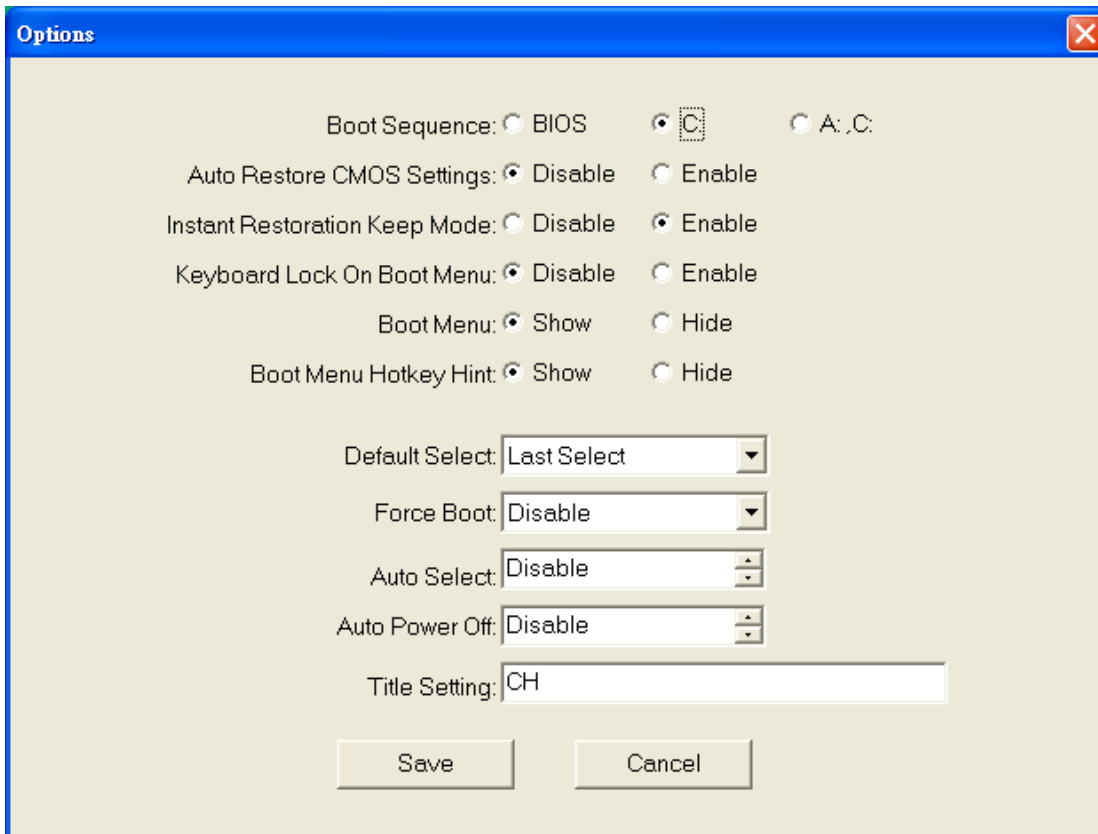 Options
Boot Sequence: BIOS C: A: ,C:
Auto Restore CMOS Settings: Disable Enable
Instant Restoration Keep Mode: Disable Enable
Keyboard Lock On Boot Menu: Disable Enable
Boot Menu: Show Hide
Boot Menu Hotkey Hint: Show Hide
Default Select: Last Select
Force Boot: Disable
Auto Select: Disable
Auto Power Off: Disable
Title Setting: CH
Save Cancel